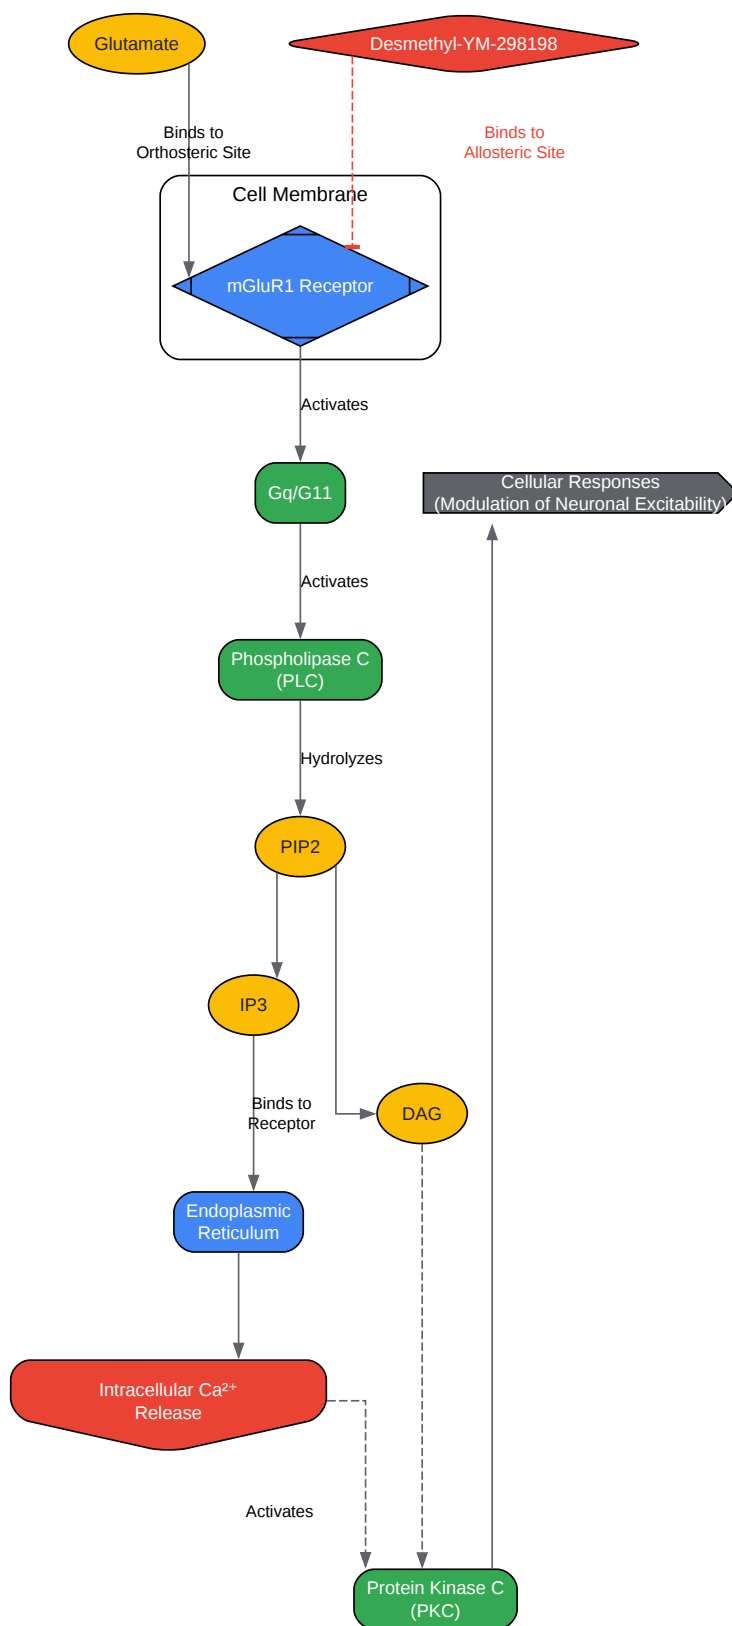 Glutamate
Desmethyl-YM-298198
Binds to
Orthosteric Site
Binds to
Allosteric Site
Cell Membrane
mGluR1 Receptor
Activates
Gq/G11
Cellular Responses
(Modulation of Neuronal Excitability)
Activates
Phospholipase C
(PLC)
Hydrolyzes
PIP2
IP3
Binds to
Receptor
DAG
Endoplasmic
Reticulum
Intracellular Ca²⁺
Release
Activates
Protein Kinase C
(PKC)